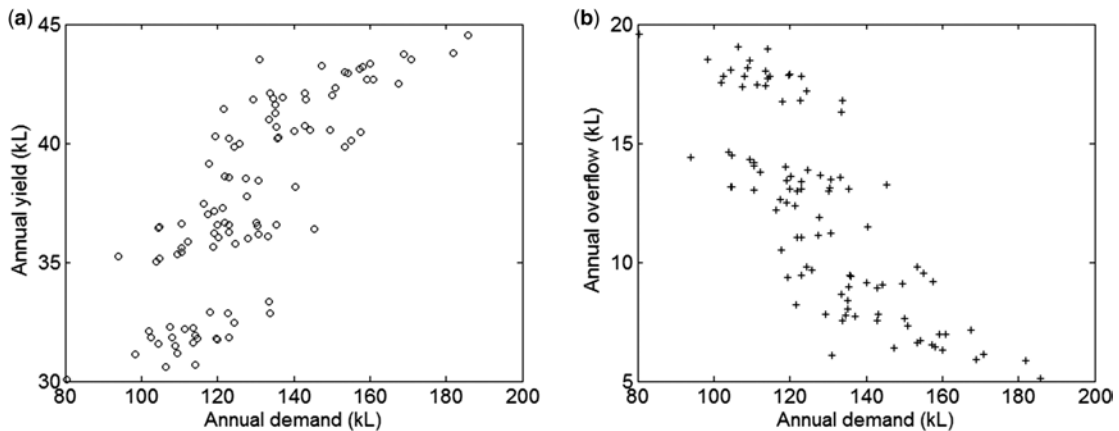 (a)
45
40
35
30
Annual yield (kL)
80 100 120 140 160 180 200
Annual demand (kL)
(b)
20
15
10
5
Annual overflow (kL)
80 100 120 140 160 180 200
Annual demand (kL)